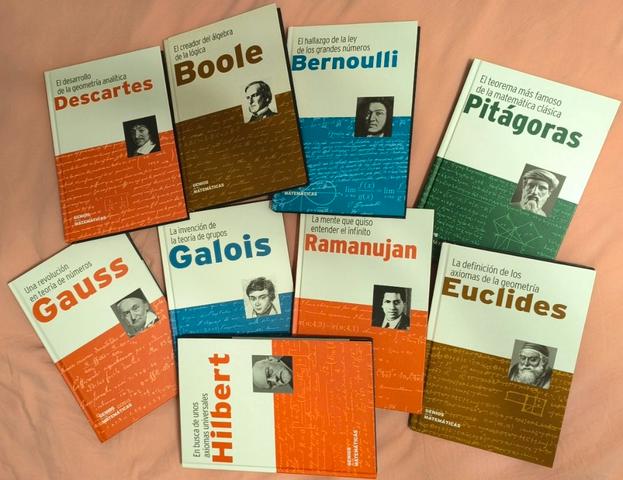 El desarrollo
de la geometría analítica
Descartes
GENIOS
MATEMÁTICAS
El creador del álgebra
de la lógica
Boole
GENIOS
MATEMÁTICAS
El hallazgo de la ley
de los grandes números
Bernoulli
MATEMÁTICAS
El teorema más famoso
de la matemática clásica
Pitágoras
GENIOS
MATEMÁTICAS
Una revolución
en teoría de números
Gauss
GENIOS
MATEMÁTICAS
La invención de
la teoría de grupos
Galois
La mente que quiso
entender el infinito
Ramanujan
La definición de los
axiomas de la geometría
Euclides
GENIOS
MATEMÁTICAS
En busca de unos
axiomas universales
Hilbert
GENIOS
MATEMÁTICAS